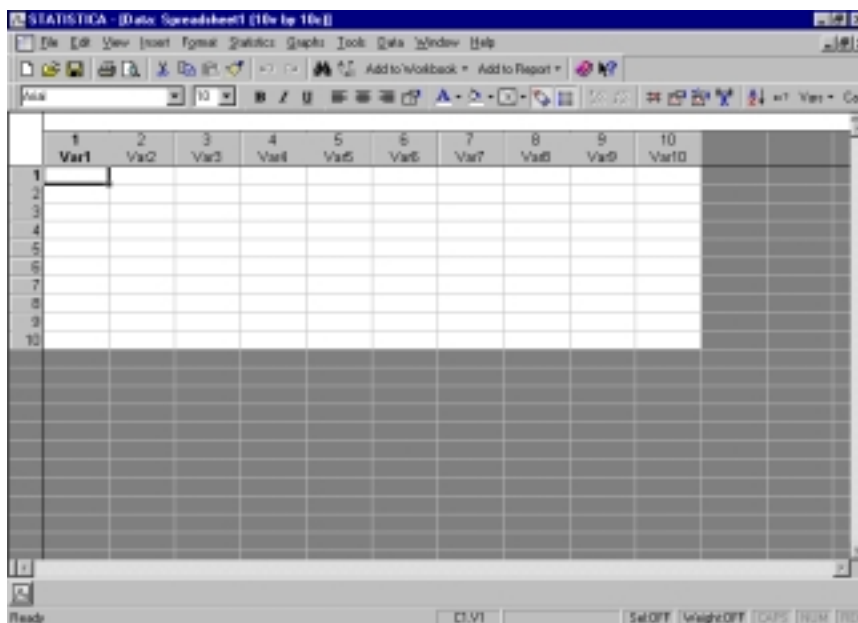 STATISTICA - [Data: Spreadsheet1 (10v by 10c)]
File Edit View Insert Format Statistics Graphs Tools Data Window Help
Add to Workbook Add to Report
Arial 10 B I U A x Vars
1 2 3 4 5 6 7 8 9 10
Var1 Var2 Var3 Var4 Var5 Var6 Var7 Var8 Var9 Var10
1
2
3
4
5
6
7
8
9
10
Ready C1,V1 Sel:OFF Weight:OFF CAPS NUM